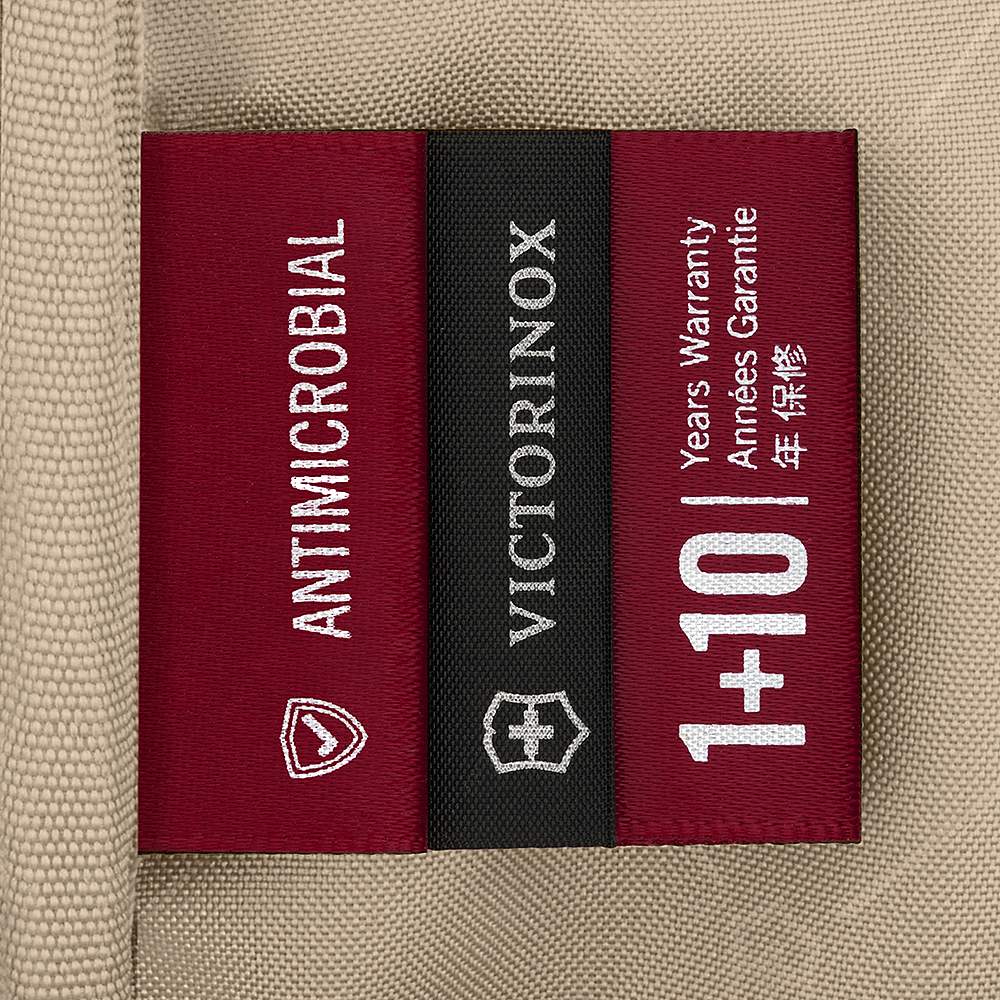 ANTIMICROBIAL
VICTORINOX
1+10
Years Warranty
Années Garantie
年 保修